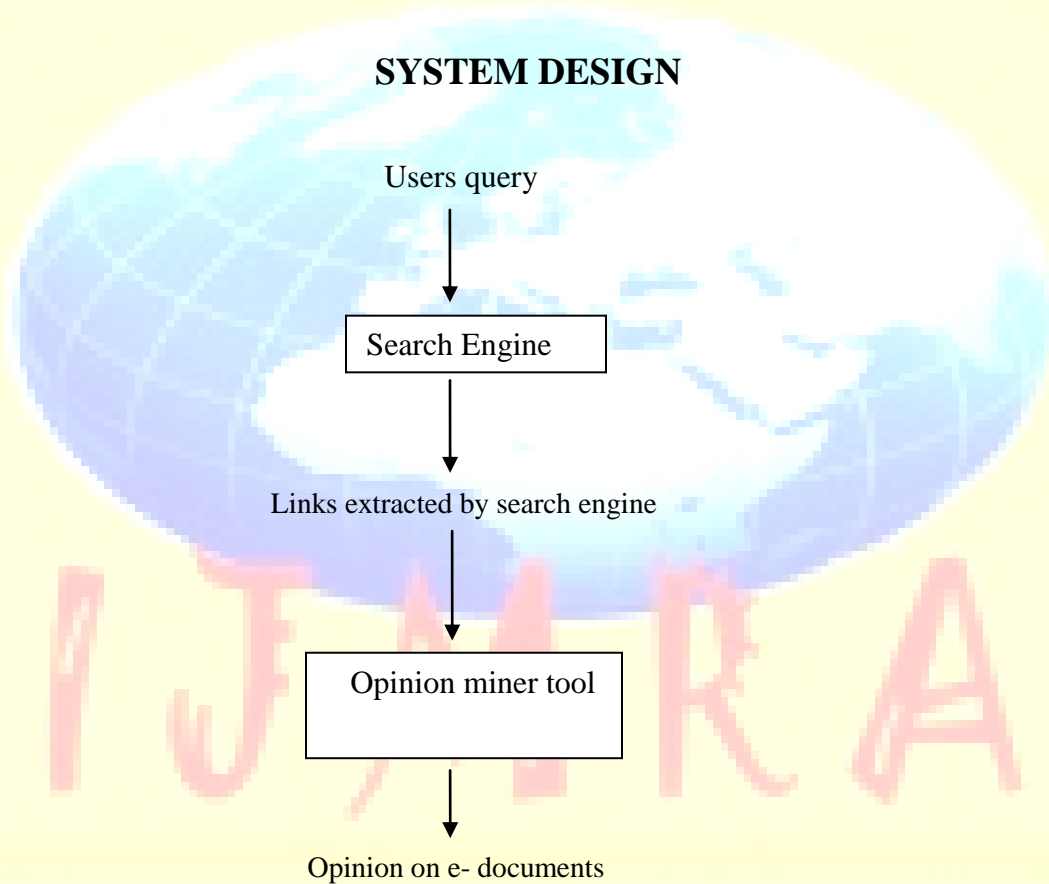 SYSTEM DESIGN
Users query
Search Engine
Links extracted by search engine
IJMRA
Opinion miner tool
Opinion on e- documents